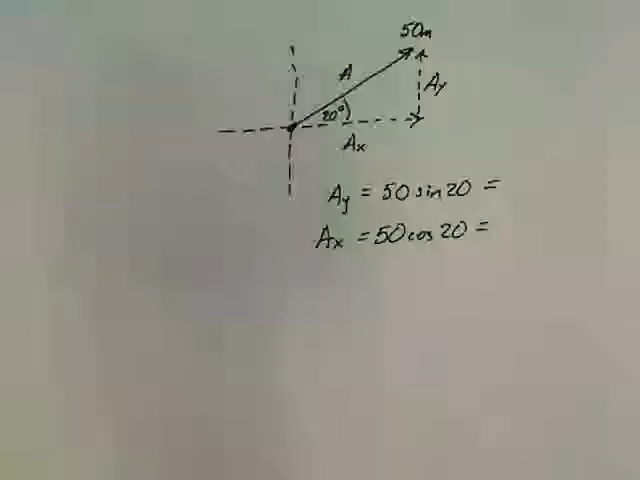 50m
A
Ay
20°
Ax
Ay = 50 sin 20 =
Ax = 50 cos 20 =